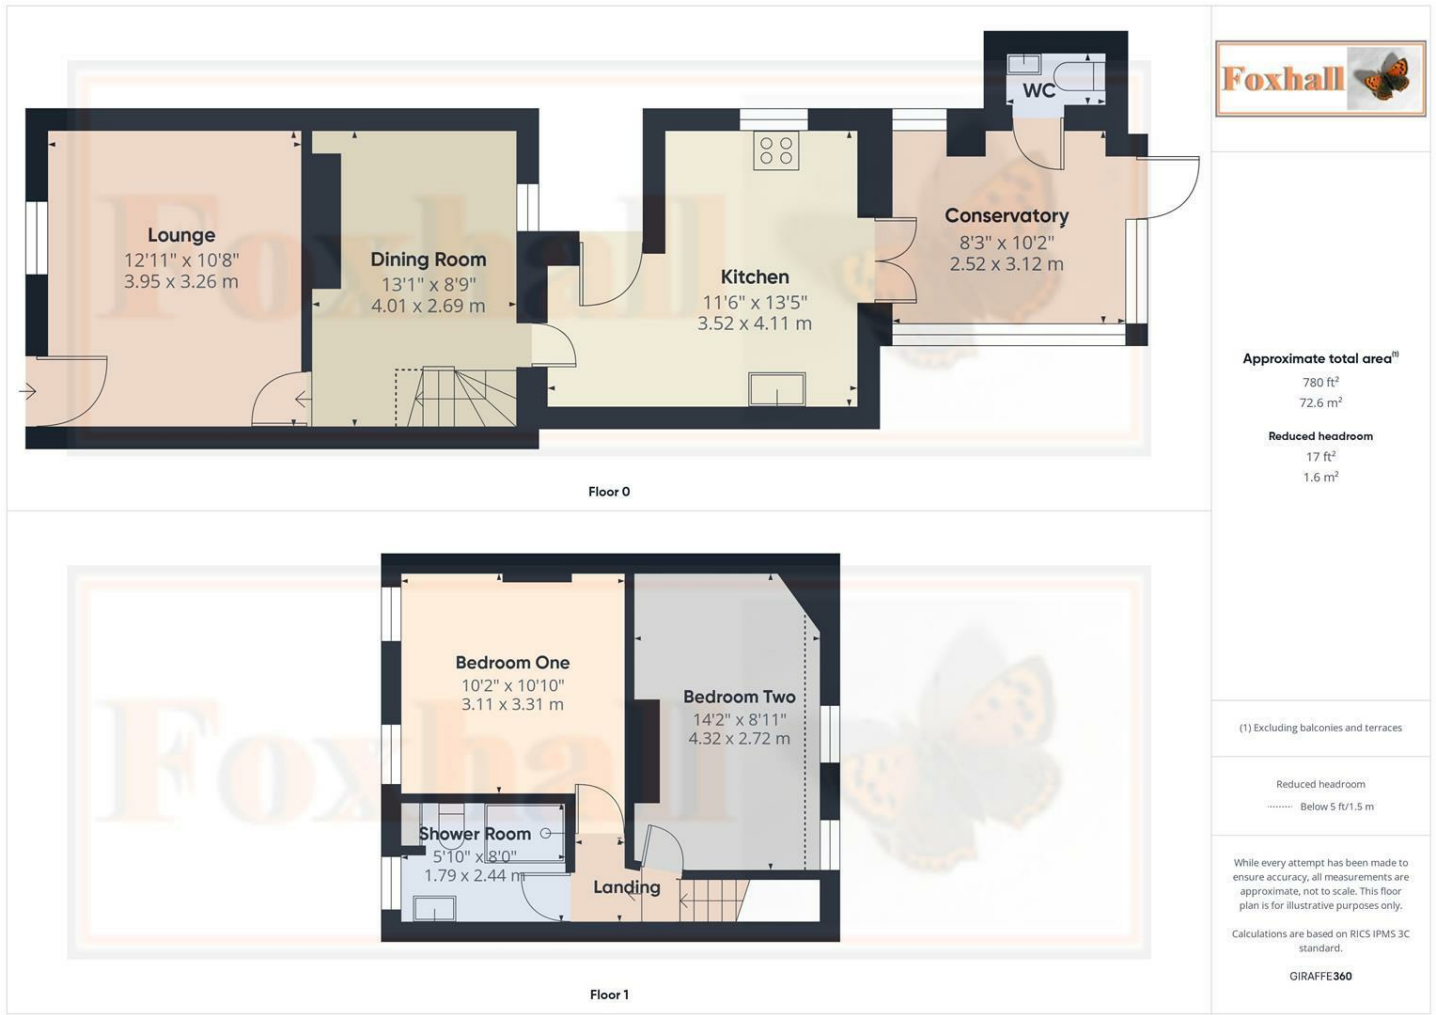 Lounge
12'11" x 10'8"
3.95 x 3.26 m
Dining Room
13'1" x 8'9"
4.01 x 2.69 m
Kitchen
11'6" x 13'5"
3.52 x 4.11 m
WC
Conservatory
8'3" x 10'2"
2.52 x 3.12 m
Foxhall
Floor 0
Bedroom One
10'2" x 10'10"
3.11 x 3.31 m
Bedroom Two
14'2" x 8'11"
4.32 x 2.72 m
Shower Room
5'10" x 8'0"
1.79 x 2.44 m
Landing
Foxhall
Floor 1
Foxhall
Approximate total area(1)
780 ft²
72.6 m²
Reduced headroom
17 ft²
1.6 m²
(1) Excluding balconies and terraces
Reduced headroom
Below 5 ft/1.5 m
While every attempt has been made to
ensure accuracy, all measurements are
approximate, not to scale. This floor
plan is for illustrative purposes only.
Calculations are based on RICS IPMS 3C
standard.
GIRAFFE360